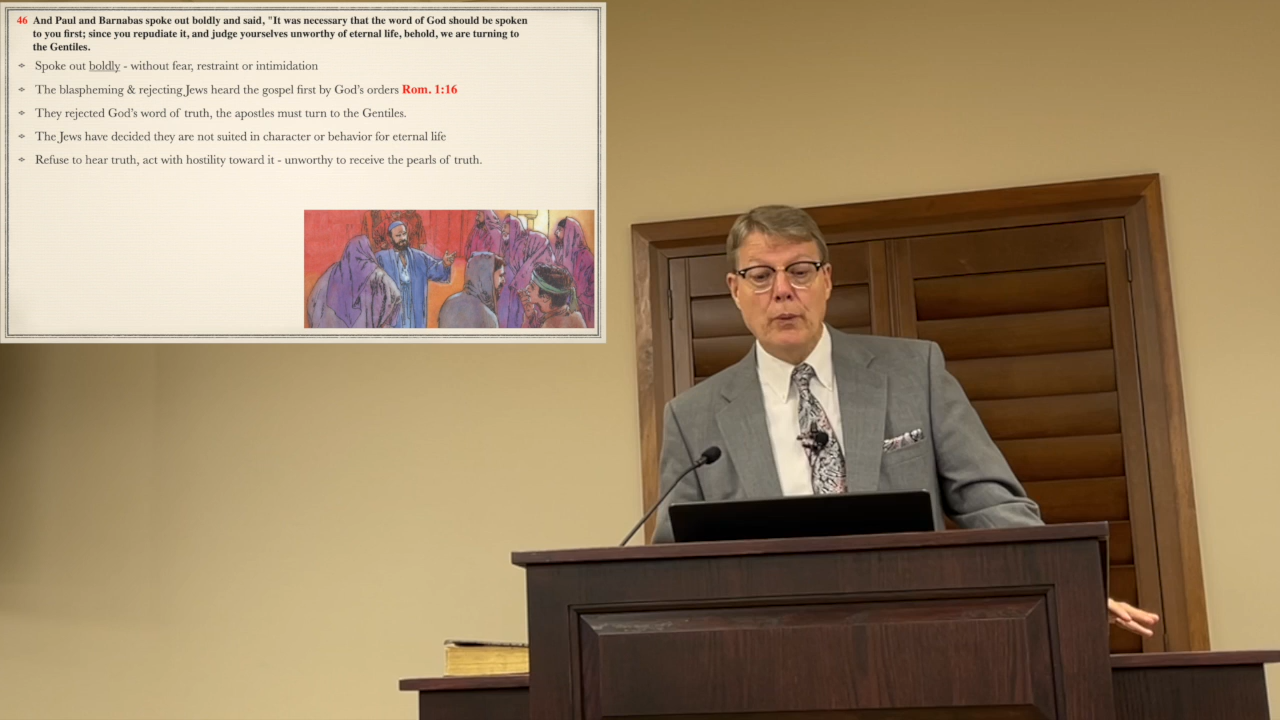 46 And Paul and Barnabas spoke out boldly and said, "It was necessary that the word of God should be spoken
to you first; since you repudiate it, and judge yourselves unworthy of eternal life, behold, we are turning to
the Gentiles.
Spoke out boldly - without fear, restraint or intimidation
The blaspheming & rejecting Jews heard the gospel first by God's orders Rom. 1:16
They rejected God's word of truth, the apostles must turn to the Gentiles.
The Jews have decided they are not suited in character or behavior for eternal life
Refuse to hear truth, act with hostility toward it - unworthy to receive the pearls of truth.